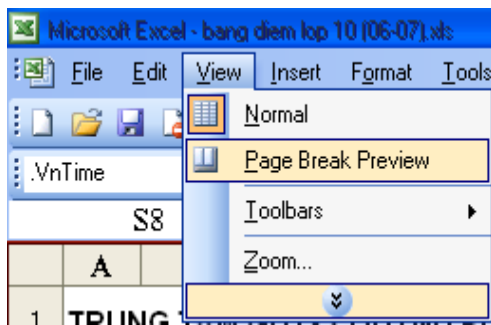 Microsoft Excel - bang diem lop 10 (06-07).xls
File Edit View Insert Format Tools
Normal
.VnTime
Page Break Preview
S8
Toolbars
Zoom...
A
1 TRUNG